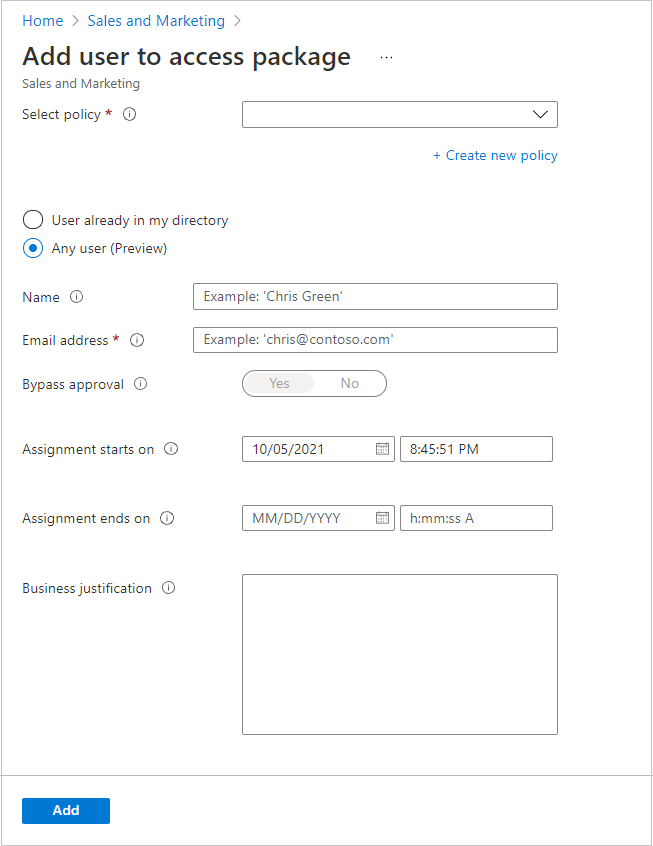 Home > Sales and Marketing >
Add user to access package ...
Sales and Marketing
Select policy *
+ Create new policy
User already in my directory
Any user (Preview)
Name Example: 'Chris Green'
Email address * Example: 'chris@contoso.com'
Bypass approval Yes No
Assignment starts on 10/05/2021 8:45:51 PM
Assignment ends on MM/DD/YYYY h:mm:ss A
Business justification
Add